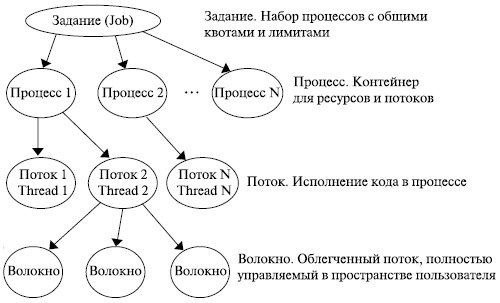 Задание (Job)
Задание. Набор процессов с общими
квотами и лимитами
Процесс 1
Процесс 2
...
Процесс N
Процесс. Контейнер
для ресурсов и потоков
Поток 1
Thread 1
Поток 2
Thread 2
Поток N
Thread N
Поток. Исполнение кода в процессе
Волокно
Волокно
Волокно
Волокно. Облегченный поток, полностью
управляемый в пространстве пользователя